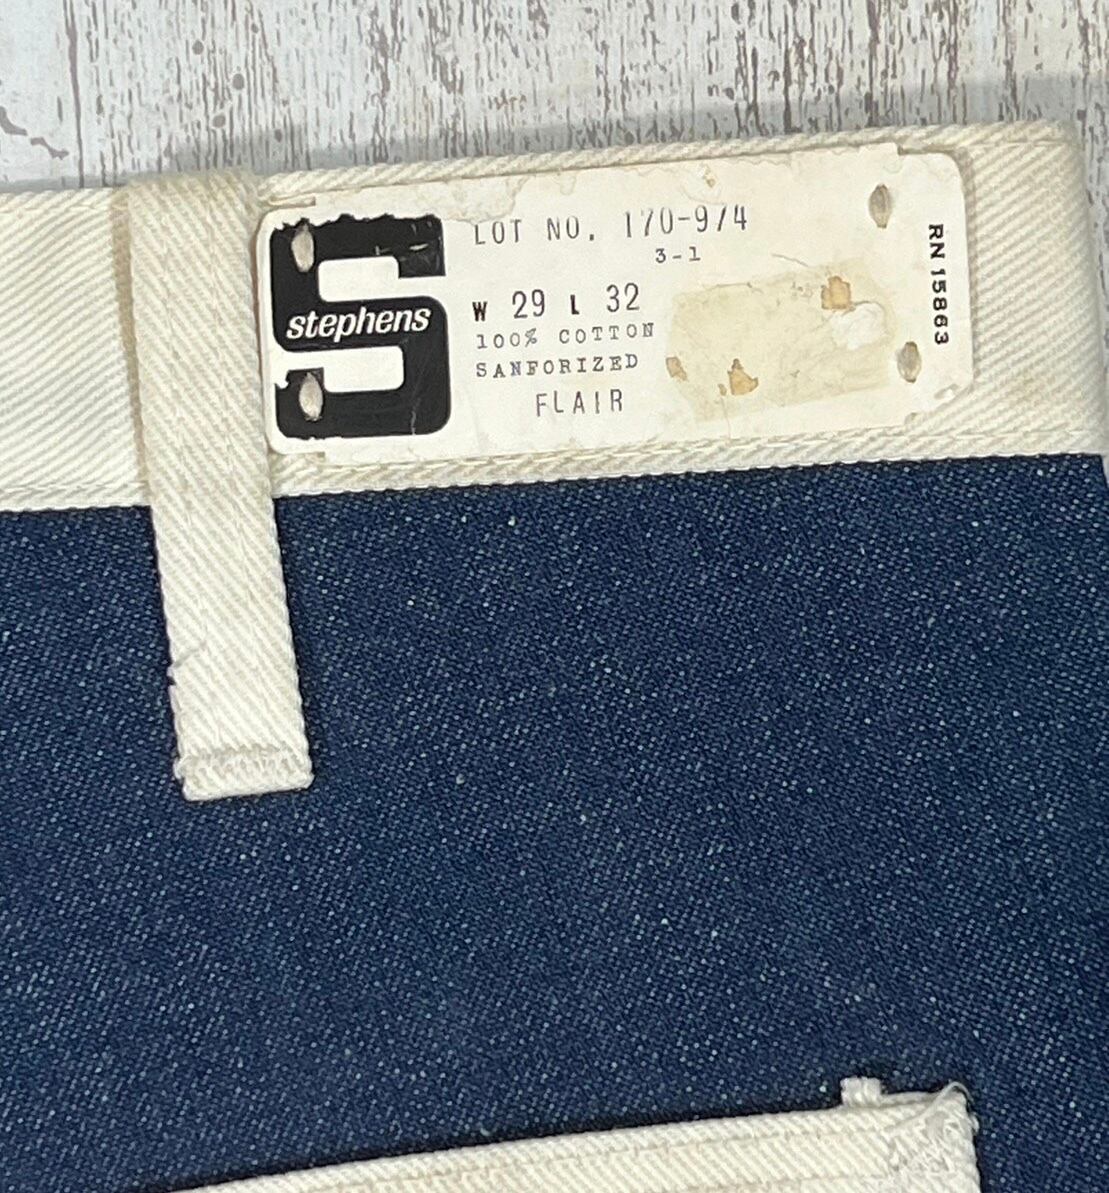 stephens
LOT NO. 170-974
3-1
W 29 L 32
100% COTTON
SANFORIZED
FLAIR
RN 15863